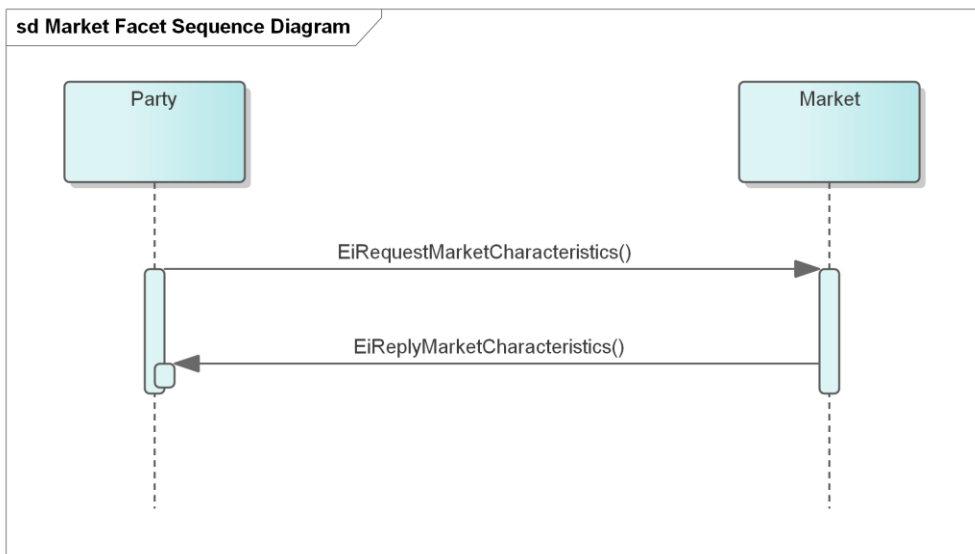 sd Market Facet Sequence Diagram
Party
Market
EiRequestMarketCharacteristics()
EiReplyMarketCharacteristics()